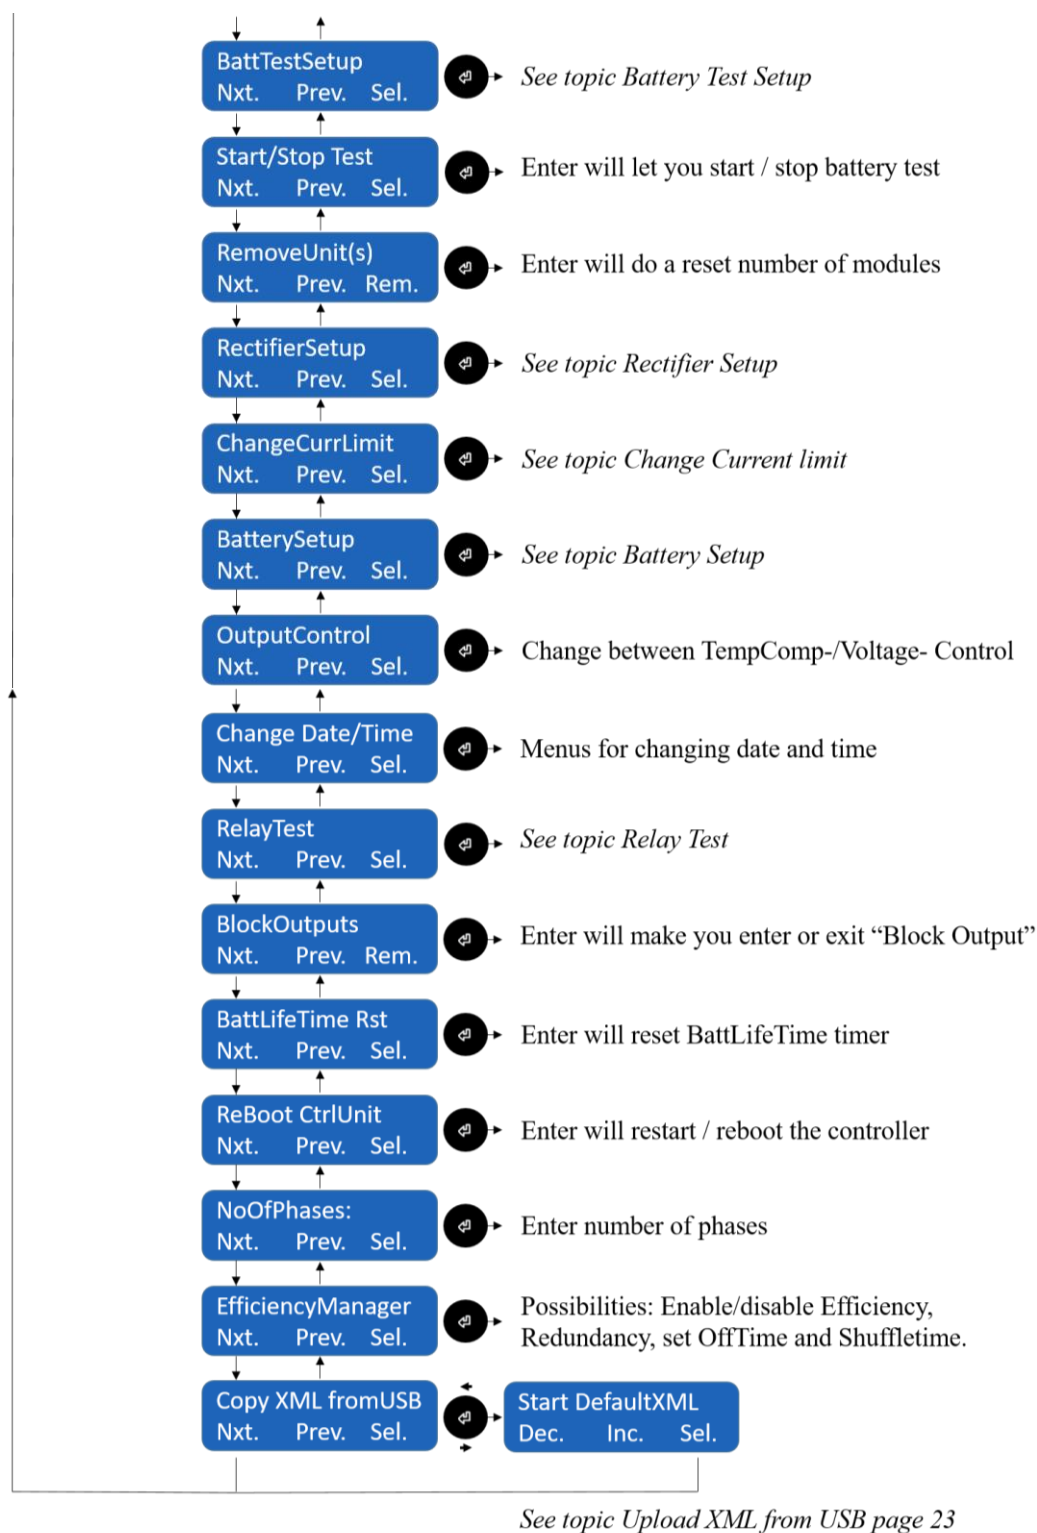 BattTestSetup
Nxt. Prev. Sel.
See topic Battery Test Setup
Start/Stop Test
Nxt. Prev. Sel.
Enter will let you start / stop battery test
RemoveUnit(s)
Nxt. Prev. Rem.
Enter will do a reset number of modules
RectifierSetup
Nxt. Prev. Sel.
See topic Rectifier Setup
ChangeCurrLimit
Nxt. Prev. Sel.
See topic Change Current limit
BatterySetup
Nxt. Prev. Sel.
See topic Battery Setup
OutputControl
Nxt. Prev. Sel.
Change between TempComp-/Voltage- Control
Change Date/Time
Nxt. Prev. Sel.
Menus for changing date and time
RelayTest
Nxt. Prev. Sel.
See topic Relay Test
BlockOutputs
Nxt. Prev. Rem.
Enter will make you enter or exit “Block Output”
BattLifeTime Rst
Nxt. Prev. Sel.
Enter will reset BattLifeTime timer
ReBoot CtrlUnit
Nxt. Prev. Sel.
Enter will restart / reboot the controller
NoOfPhases:
Nxt. Prev. Sel.
Enter number of phases
EfficiencyManager
Nxt. Prev. Sel.
Possibilities: Enable/disable Efficiency,
Redundancy, set OffTime and Shuffletime.
Copy XML fromUSB
Nxt. Prev. Sel.
Start DefaultXML
Dec. Inc. Sel.
See topic Upload XML from USB page 23